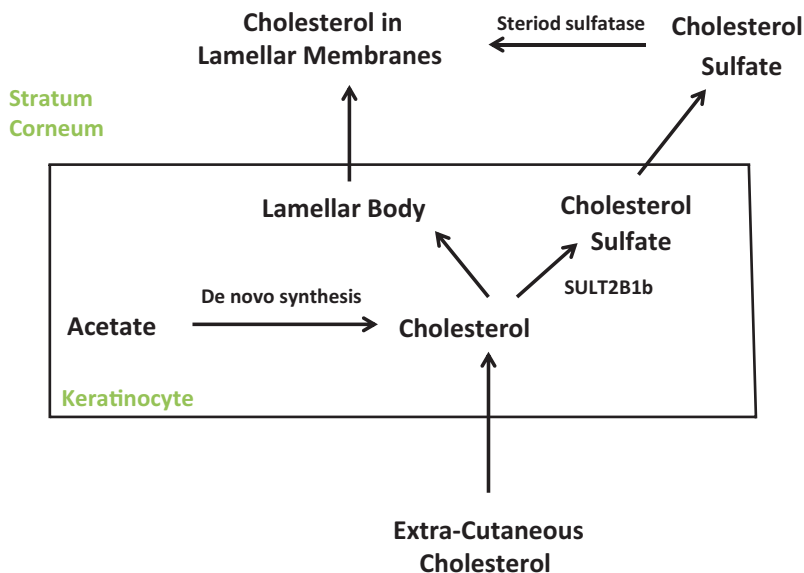 Cholesterol in
Lamellar Membranes
Steriod sulfatase
Cholesterol
Sulfate
Stratum
Corneum
Lamellar Body
Cholesterol
Sulfate
SULT2B1b
De novo synthesis
Acetate
Cholesterol
Keratinocyte
Extra-Cutaneous
Cholesterol